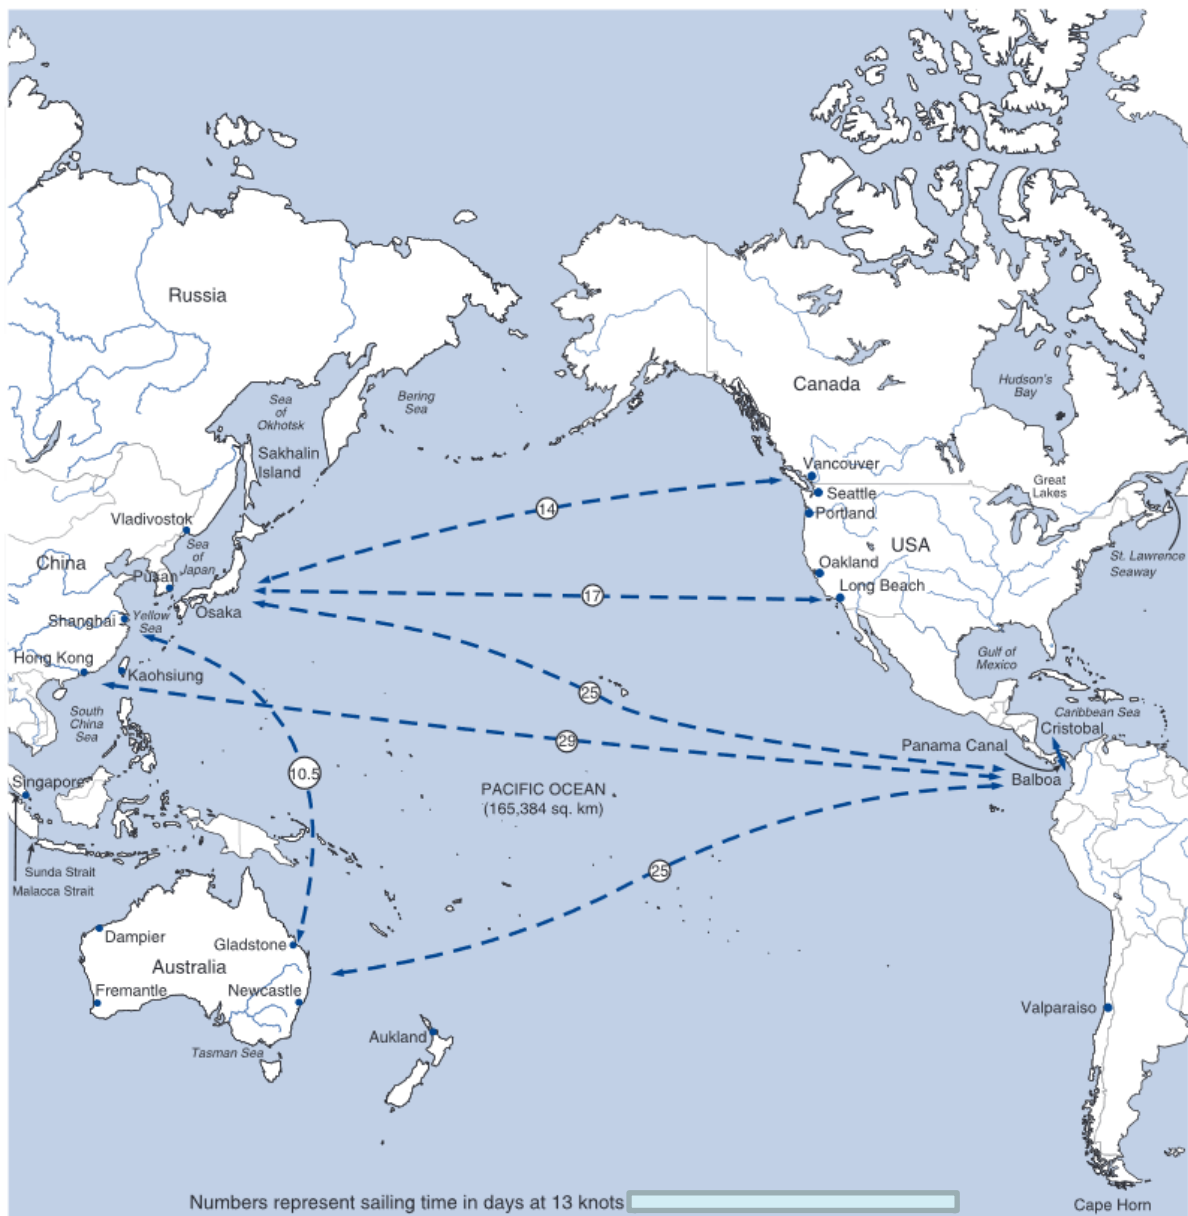 Russia
Sea
of
Okhotsk
Bering
Sea
Sakhalin
Island
Canada
Hudson's
Bay
Vancouver
Great
Lakes
Seattle
Portland
14
Vladivostok
Sea
of
Japan
China
USA
St. Lawrence
Seaway
Pusan
Oakland
Long Beach
17
Osaka
Shanghai
Yellow
Sea
Hong Kong
Kaohsiung
Gulf of
Mexico
25
South
China
Sea
Caribbean Sea
Cristobal
29
Panama Canal
10.5
Singapore
Balboa
PACIFIC OCEAN
(165,384 sq. km)
Sunda Strait
Malacca Strait
25
Dampier
Gladstone
Australia
Fremantle
Newcastle
Valparaiso
Aukland
Tasman Sea
Numbers represent sailing time in days at 13 knots
Cape Horn